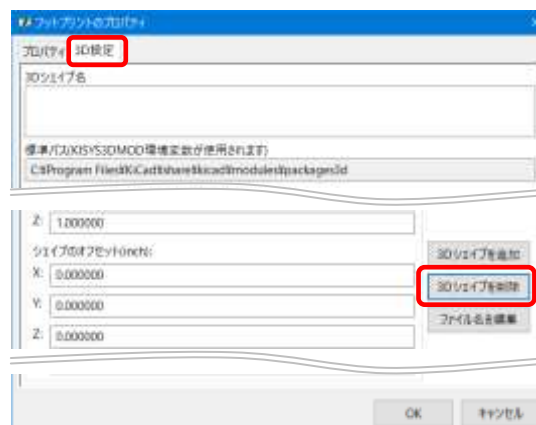 フットプリントのプロパティ
プロパティ 3D設定
3Dシェイプ名
標準パス(KISYS3DMOD環境変数が使用されます)
C:¥Program Files¥KiCad¥share¥kicad¥modules¥packages3d
Z: 1.000000
シェイプのオフセット(inch):
X: 0.000000
Y: 0.000000
Z: 0.000000
3Dシェイプを追加
3Dシェイプを削除
ファイル名を編集
OK キャンセル